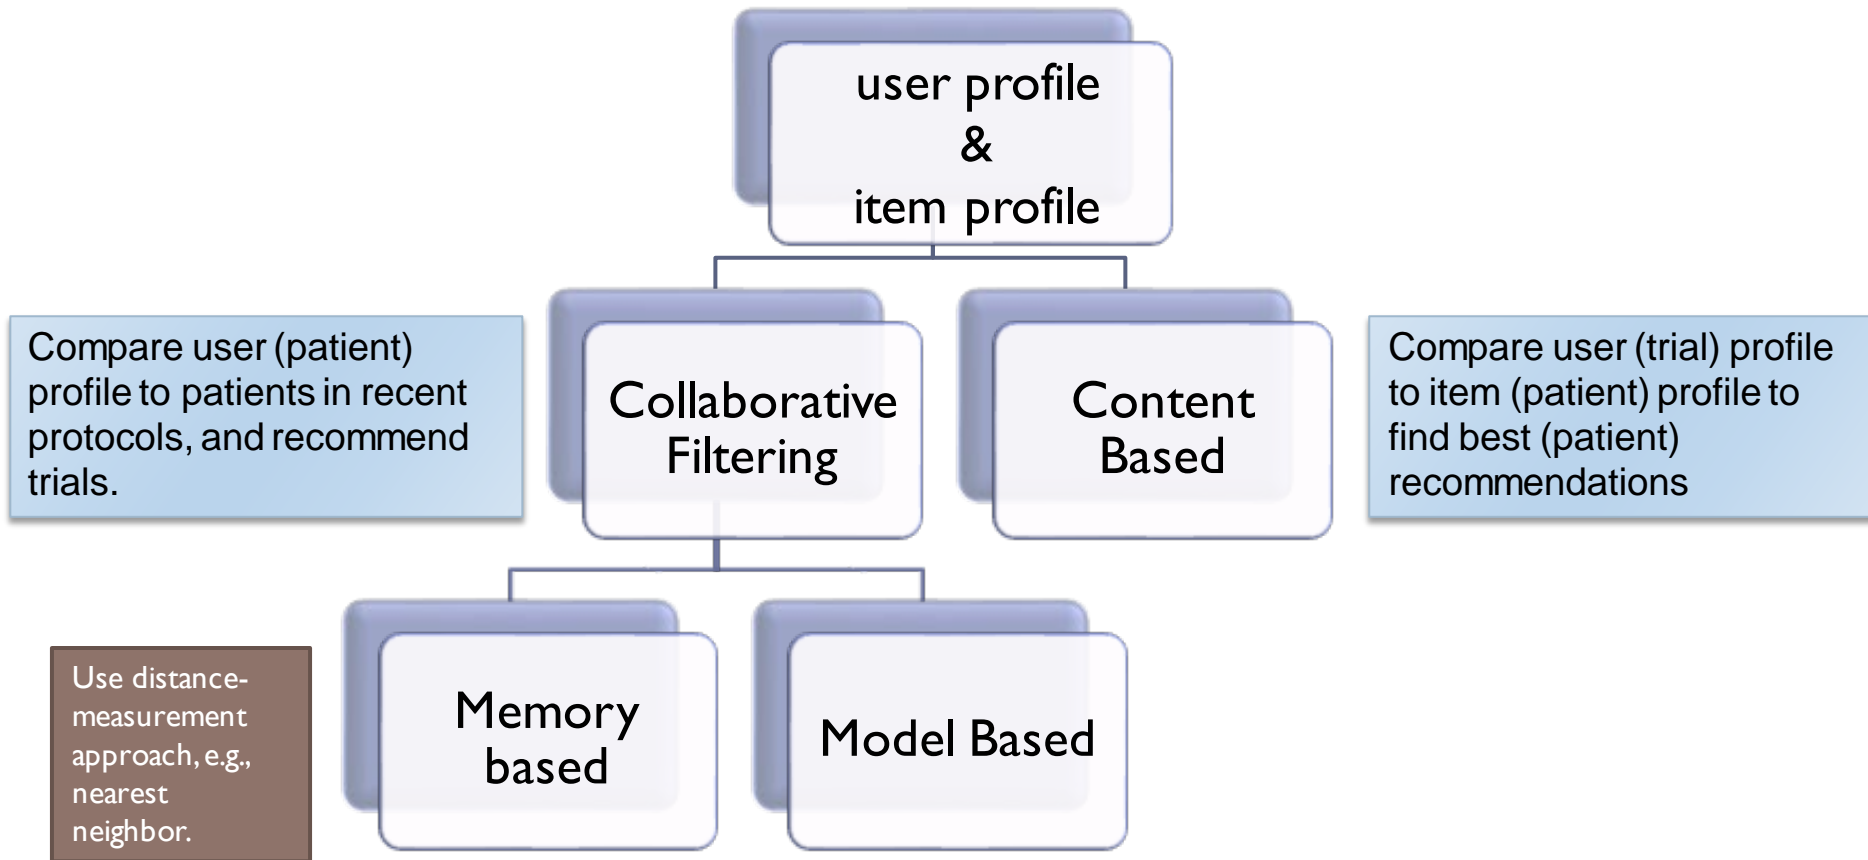 user profile
&
item profile
Compare user (patient)
profile to patients in recent
protocols, and recommend
trials.
Collaborative
Filtering
Content
Based
Compare user (trial) profile
to item (patient) profile to
find best (patient)
recommendations
Use distance-
measurement
approach, e.g.,
nearest
neighbor.
Memory
based
Model Based